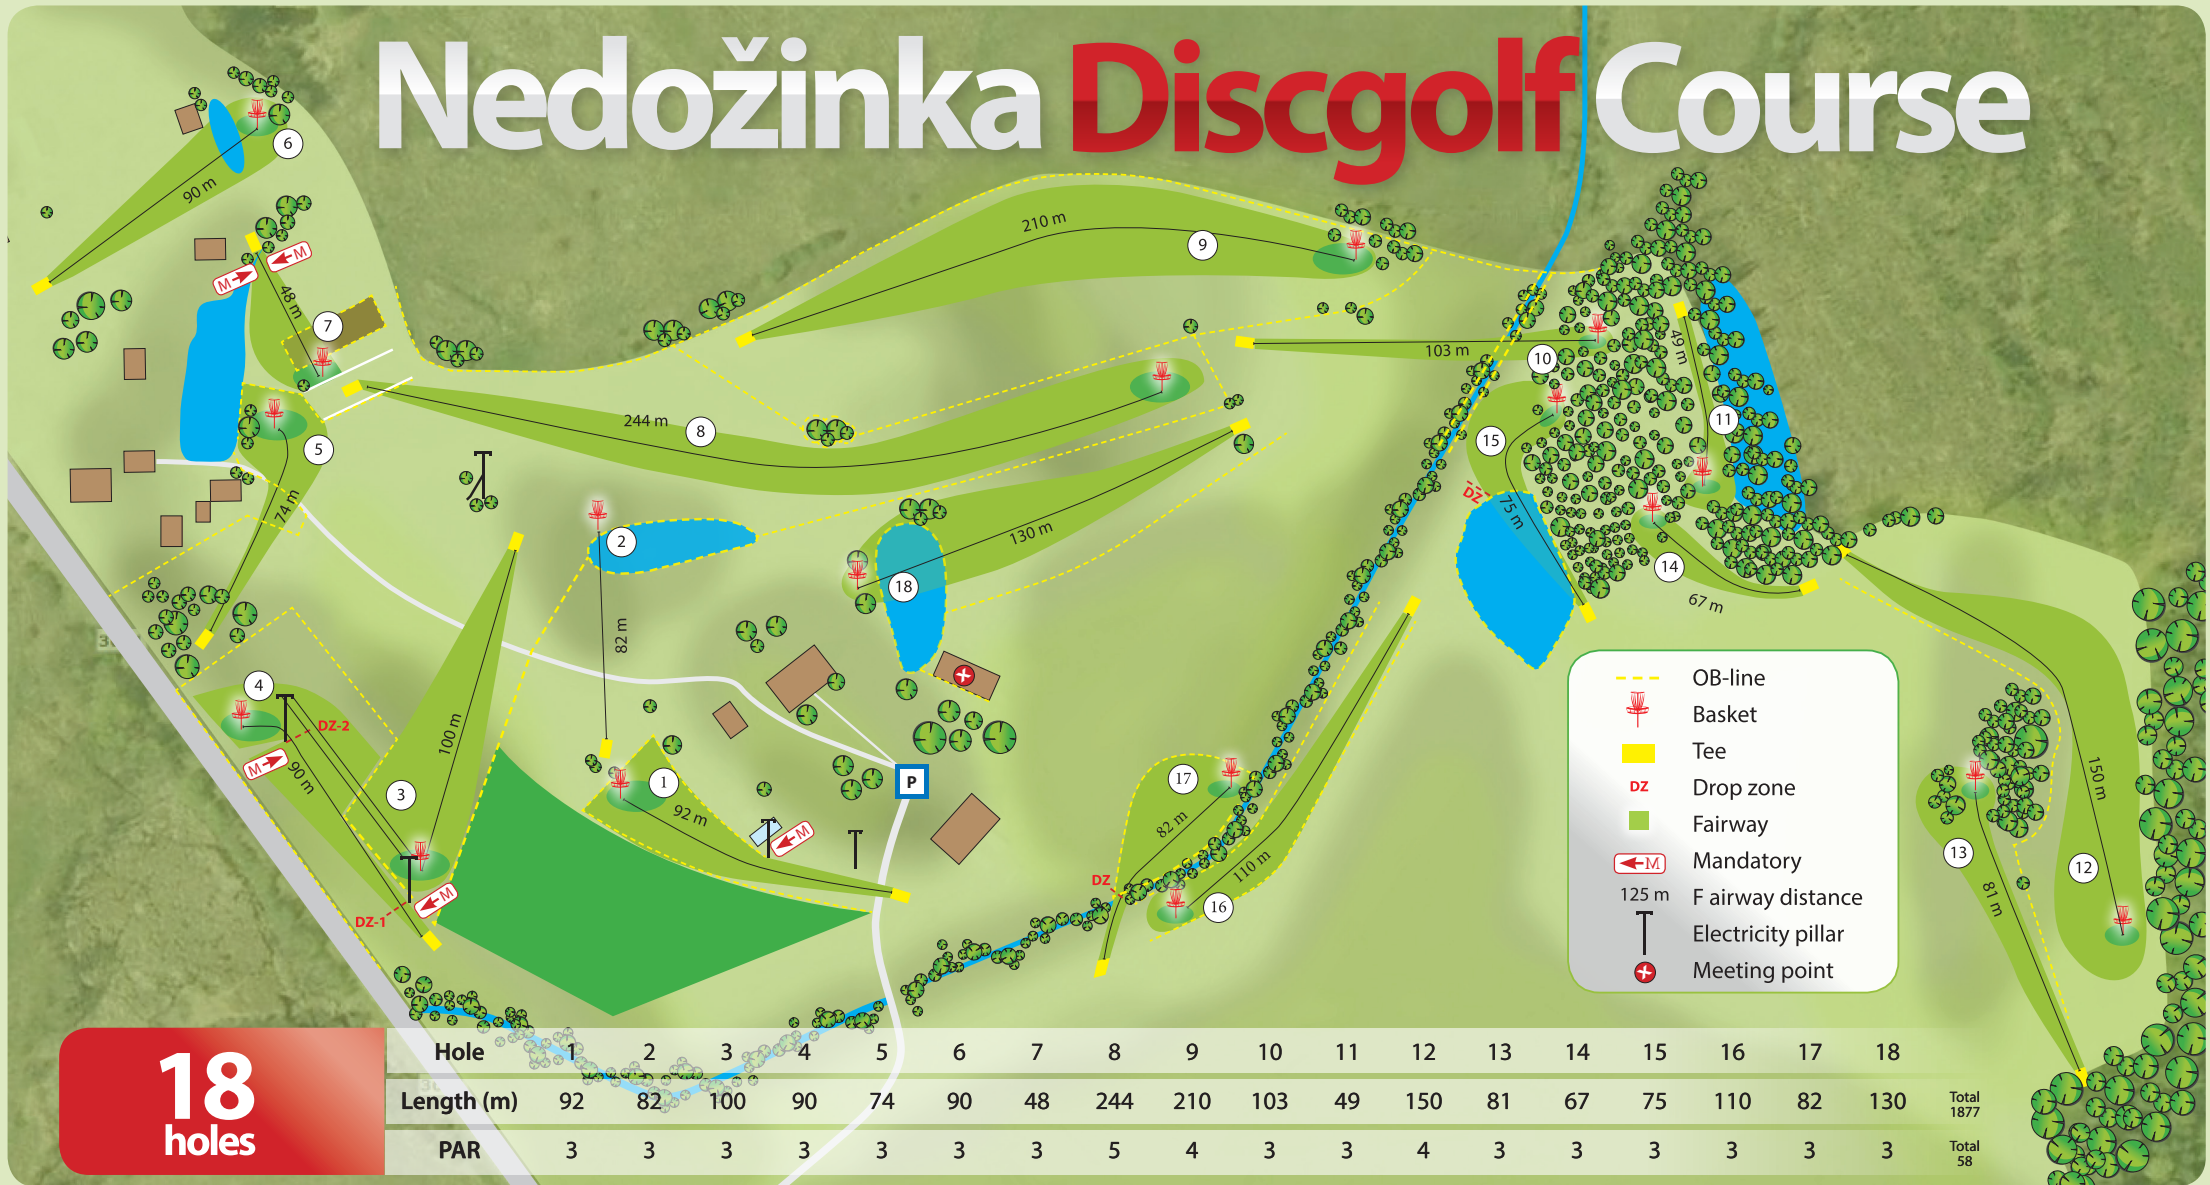 Nedožinka Discgolf Course
6
90 m
M
M
48 m
7
5
74 m
244 m
8
210 m
9
103 m
10
49 m
11
15
DZ
75 m
14
67 m
2
82 m
130 m
18
4
DZ-2
M
90 m
3
100 m
M
DZ-1
1
92 m
M
P
17
82 m
DZ
110 m
16
150 m
12
13
81 m
OB-line
Basket
Tee
DZ Drop zone
Fairway
M Mandatory
125 m F airway distance
Electricity pillar
Meeting point
18
holes
Hole 1 2 3 4 5 6 7 8 9 10 11 12 13 14 15 16 17 18
Length (m) 92 82 100 90 74 90 48 244 210 103 49 150 81 67 75 110 82 130 Total 1877
PAR 3 3 3 3 3 3 3 5 4 3 3 4 3 3 3 3 3 3 Total 58